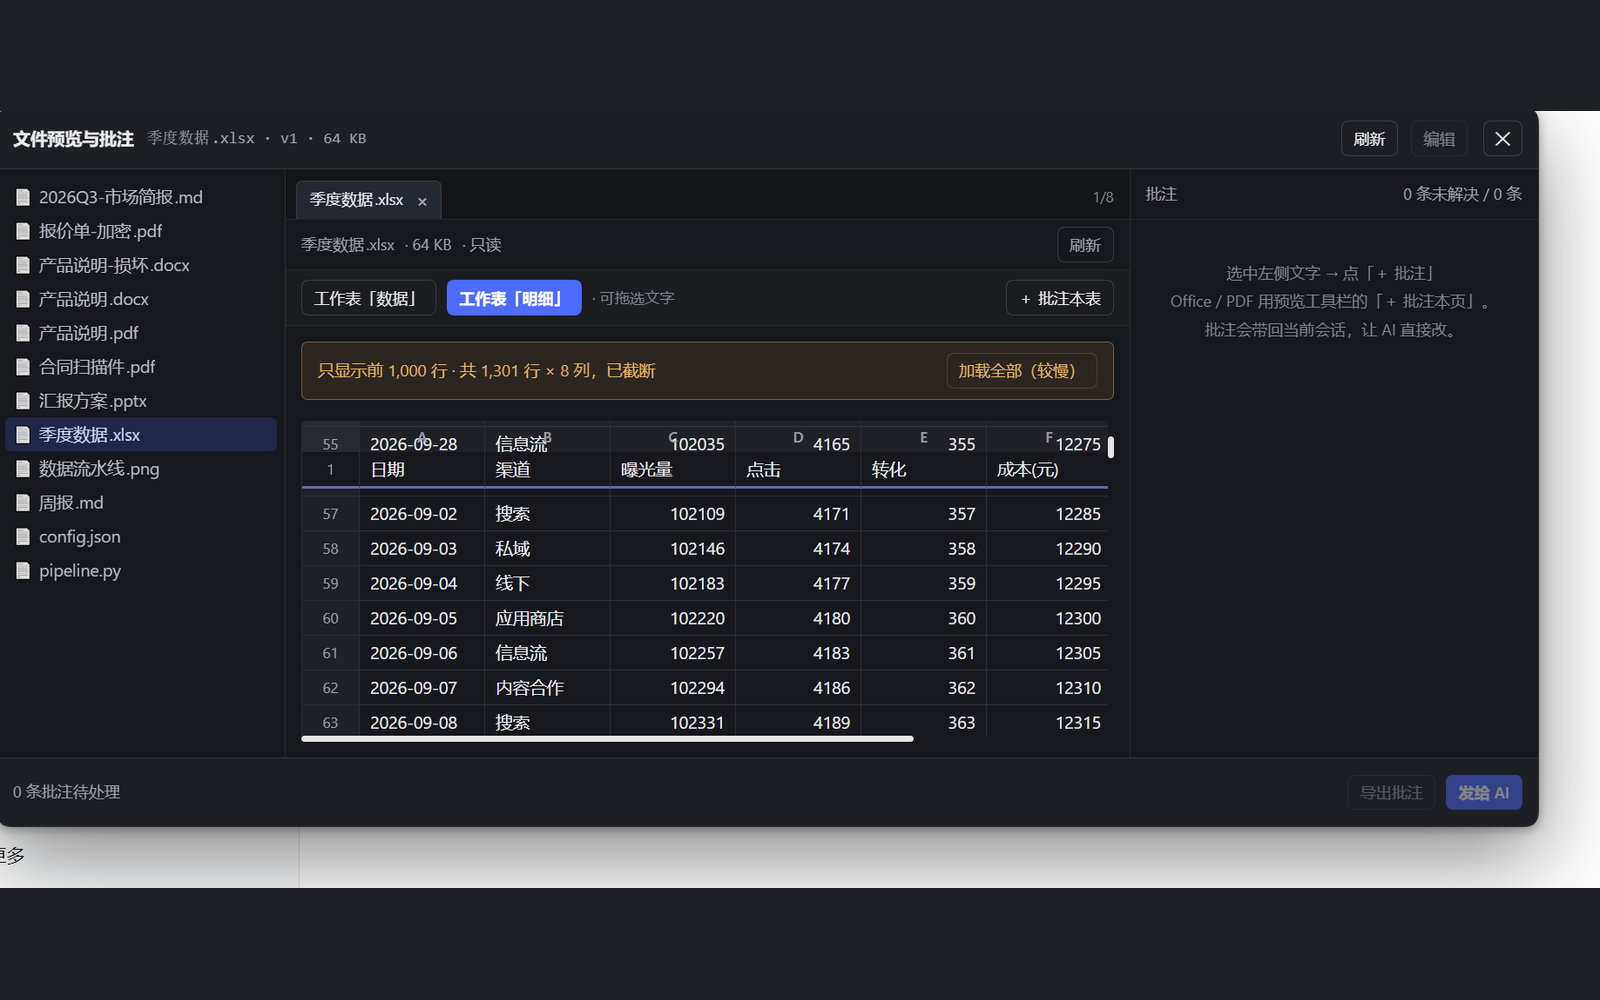 文件预览与批注 季度数据.xlsx · v1 · 64 KB 刷新 编辑
2026Q3-市场简报.md
报价单-加密.pdf
产品说明-损坏.docx
产品说明.docx
产品说明.pdf
合同扫描件.pdf
汇报方案.pptx
季度数据.xlsx
数据流水线.png
周报.md
config.json
pipeline.py
季度数据.xlsx × 1/8
季度数据.xlsx · 64 KB · 只读 刷新
工作表「数据」 工作表「明细」 · 可拖选文字 + 批注本表
只显示前 1,000 行 · 共 1,301 行 × 8 列，已截断 加载全部（较慢）
A B C D E F
55 2026-09-28 信息流 102035 4165 355 12275
1 日期 渠道 曝光量 点击 转化 成本(元)
57 2026-09-02 搜索 102109 4171 357 12285
58 2026-09-03 私域 102146 4174 358 12290
59 2026-09-04 线下 102183 4177 359 12295
60 2026-09-05 应用商店 102220 4180 360 12300
61 2026-09-06 信息流 102257 4183 361 12305
62 2026-09-07 内容合作 102294 4186 362 12310
63 2026-09-08 搜索 102331 4189 363 12315
批注 0 条未解决 / 0 条
选中左侧文字 → 点「 + 批注」
Office / PDF 用预览工具栏的「 + 批注本页」。
批注会带回当前会话，让 AI 直接改。
0 条批注待处理 导出批注 发给 AI
更多